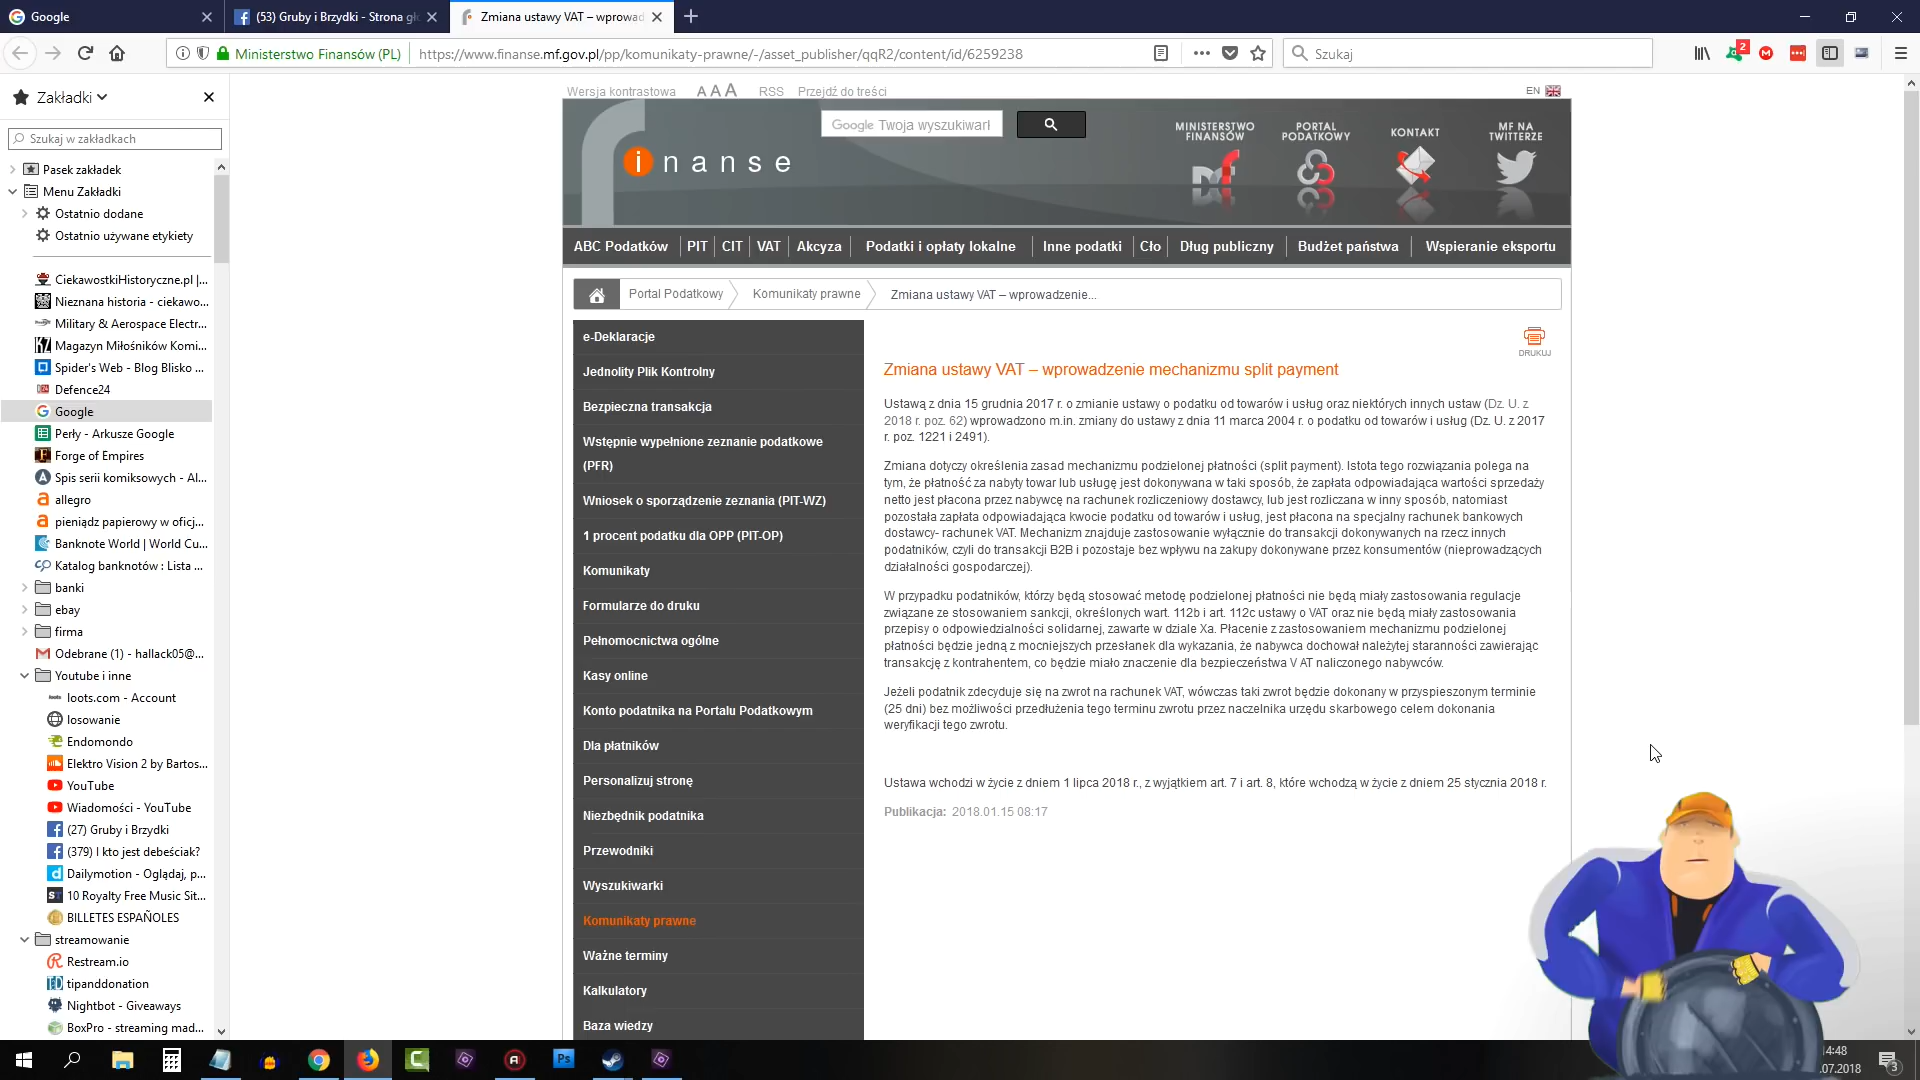 Google
(53) Gruby i Brzydki - Strona gł
Zmiana ustawy VAT – wprowad
Ministerstwo Finansów (PL)
https://www.finanse.mf.gov.pl/pp/komunikaty-prawne/-/asset_publisher/qqR2/content/id/6259238
Szukaj
2
Zakładki
Szukaj w zakładkach
Pasek zakładek
Menu Zakładki
Ostatnio dodane
Ostatnio używane etykiety
CiekawostkiHistoryczne.pl |...
Nieznana historia - ciekawo...
Military & Aerospace Electr...
Magazyn Miłośników Komi...
Spider's Web - Blog Blisko ...
Defence24
Google
Perły - Arkusze Google
Forge of Empires
Spis serii komiksowych - Al...
allegro
pieniądz papierowy w oficj...
Banknote World | World Cu...
Katalog banknotów : Lista ...
banki
ebay
firma
Odebrane (1) - hallack05@...
Youtube i inne
loots.com - Account
losowanie
Endomondo
Elektro Vision 2 by Bartos...
YouTube
Wiadomości - YouTube
(27) Gruby i Brzydki
(379) I kto jest debeściak?
Dailymotion - Oglądaj, p...
10 Royalty Free Music Sit...
BILLETES ESPAÑOLES
streamowanie
Restream.io
tipanddonation
Nightbot - Giveaways
BoxPro - streaming mad...
Wersja kontrastowa
A A A
RSS
Przejdź do treści
EN
finanse
Google Twoja wyszukiwark
MINISTERSTWO FINANSÓW
PORTAL PODATKOWY
KONTAKT
MF NA TWITTERZE
ABC Podatków
PIT
CIT
VAT
Akcyza
Podatki i opłaty lokalne
Inne podatki
Cło
Dług publiczny
Budżet państwa
Wspieranie eksportu
Portal Podatkowy
Komunikaty prawne
Zmiana ustawy VAT – wprowadzenie...
e-Deklaracje
Jednolity Plik Kontrolny
Bezpieczna transakcja
Wstępnie wypełnione zeznanie podatkowe
(PFR)
Wniosek o sporządzenie zeznania (PIT-WZ)
1 procent podatku dla OPP (PIT-OP)
Komunikaty
Formularze do druku
Pełnomocnictwa ogólne
Kasy online
Konto podatnika na Portalu Podatkowym
Dla płatników
Personalizuj stronę
Niezbędnik podatnika
Przewodniki
Wyszukiwarki
Komunikaty prawne
Ważne terminy
Kalkulatory
Baza wiedzy
DRUKUJ
Zmiana ustawy VAT – wprowadzenie mechanizmu split payment
Ustawą z dnia 15 grudnia 2017 r. o zmianie ustawy o podatku od towarów i usług oraz niektórych innych ustaw (Dz. U. z
2018 r. poz. 62) wprowadzono m.in. zmiany do ustawy z dnia 11 marca 2004 r. o podatku od towarów i usług (Dz. U. z 2017
r. poz. 1221 i 2491).
Zmiana dotyczy określenia zasad mechanizmu podzielonej płatności (split payment). Istota tego rozwiązania polega na
tym, że płatność za nabyty towar lub usługę jest dokonywana w taki sposób, że zapłata odpowiadająca wartości sprzedaży
netto jest płacona przez nabywcę na rachunek rozliczeniowy dostawcy, lub jest rozliczana w inny sposób, natomiast
pozostała zapłata odpowiadająca kwocie podatku od towarów i usług, jest płacona na specjalny rachunek bankowych
dostawcy- rachunek VAT. Mechanizm znajduje zastosowanie wyłącznie do transakcji dokonywanych na rzecz innych
podatników, czyli do transakcji B2B i pozostaje bez wpływu na zakupy dokonywane przez konsumentów (nieprowadzących
działalności gospodarczej).
W przypadku podatników, którzy będą stosować metodę podzielonej płatności nie będą miały zastosowania regulacje
związane ze stosowaniem sankcji, określonych wart. 112b i art. 112c ustawy o VAT oraz nie będą miały zastosowania
przepisy o odpowiedzialności solidarnej, zawarte w dziale Xa. Płacenie z zastosowaniem mechanizmu podzielonej
płatności będzie jedną z mocniejszych przesłanek dla wykazania, że nabywca dochował należytej staranności zawierając
transakcję z kontrahentem, co będzie miało znaczenie dla bezpieczeństwa V AT naliczonego nabywców.
Jeżeli podatnik zdecyduje się na zwrot na rachunek VAT, wówczas taki zwrot będzie dokonany w przyspieszonym terminie
(25 dni) bez możliwości przedłużenia tego terminu zwrotu przez naczelnika urzędu skarbowego celem dokonania
weryfikacji tego zwrotu.
Ustawa wchodzi w życie z dniem 1 lipca 2018 r., z wyjątkiem art. 7 i art. 8, które wchodzą w życie z dniem 25 stycznia 2018 r.
Publikacja: 2018.01.15 08:17
14:48
.07.2018
3